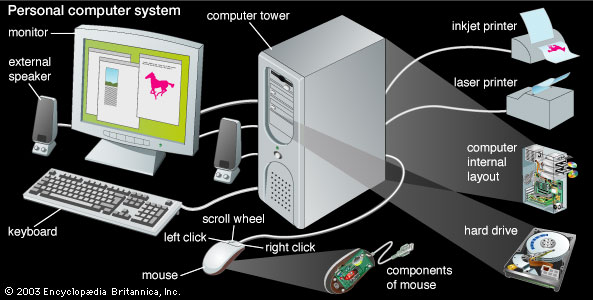 Personal computer system
monitor
computer tower
inkjet printer
external
speaker
laser printer
computer
internal
layout
scroll wheel
left click
right click
keyboard
hard drive
mouse
components
of mouse
© 2003 Encyclopædia Britannica, Inc.